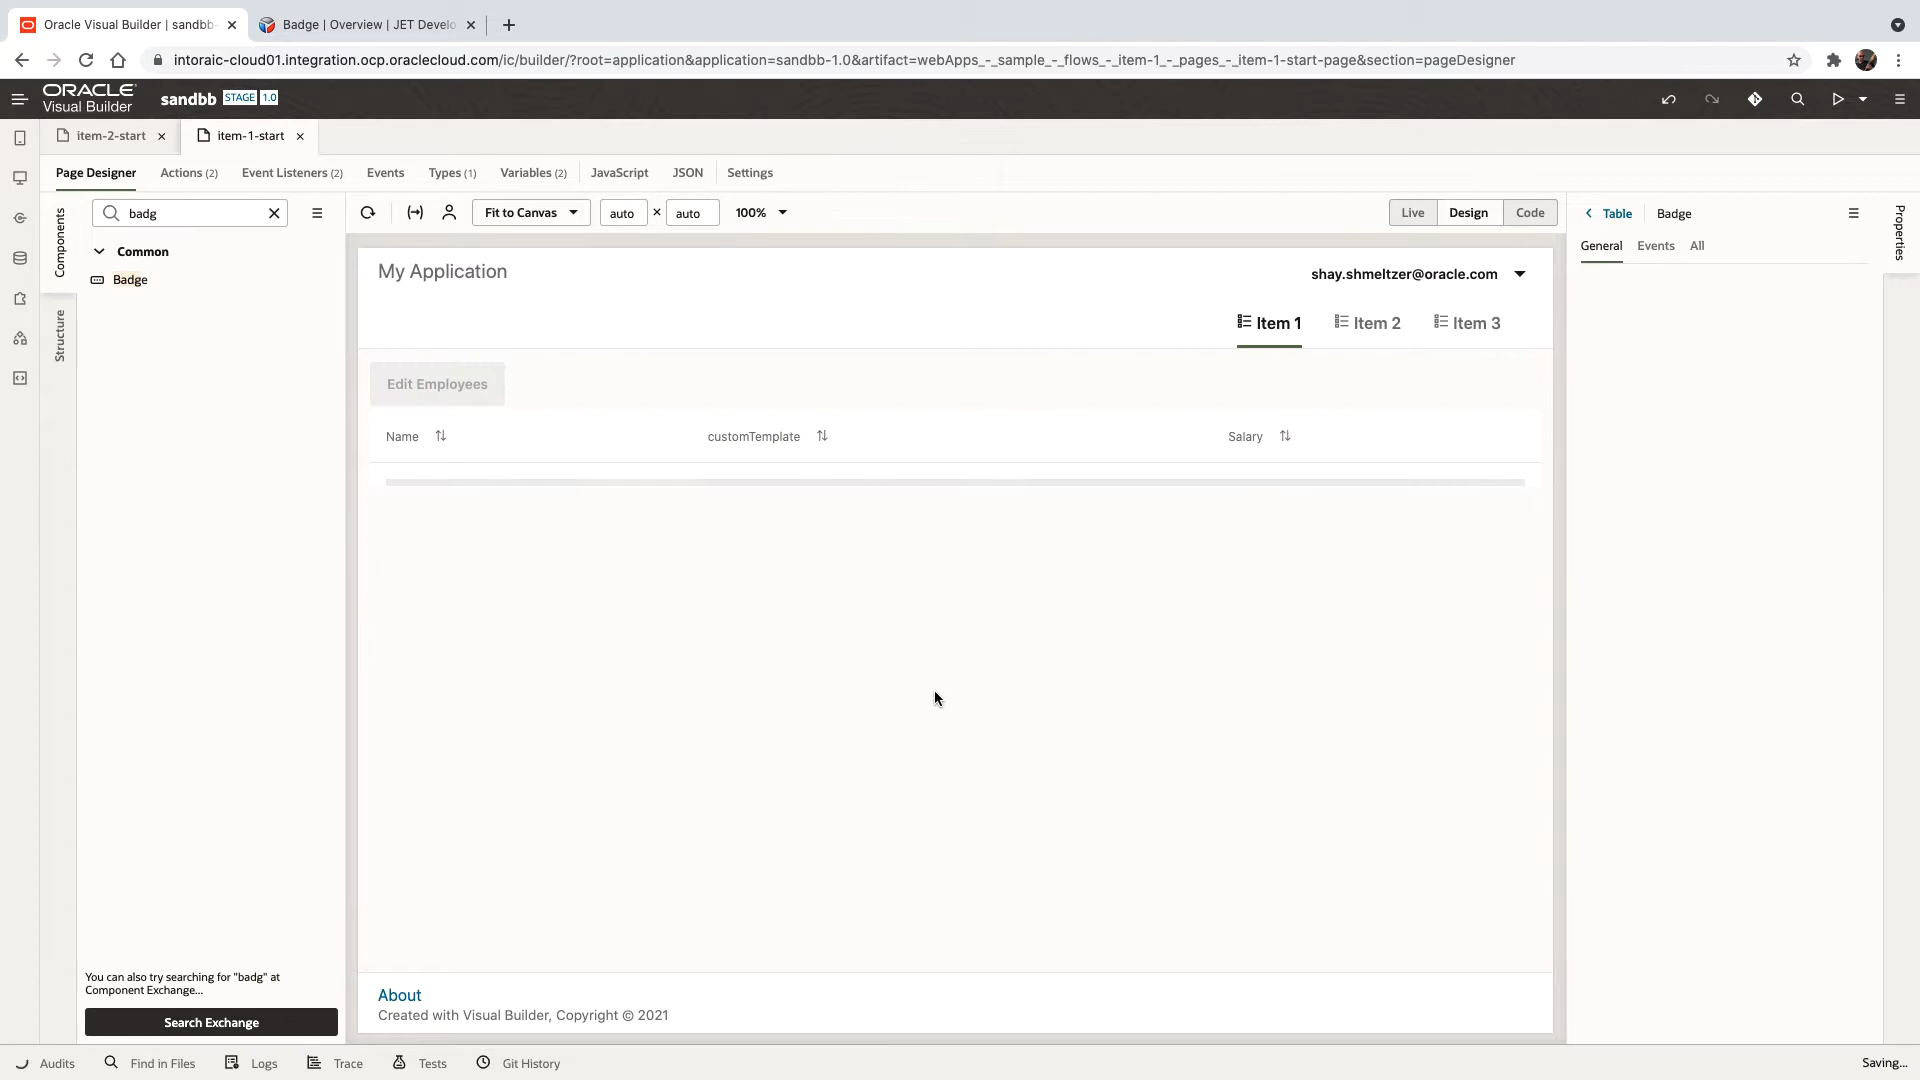 Oracle Visual Builder | sandbb-
Badge | Overview | JET Develo
intoraic-cloud01.integration.ocp.oraclecloud.com/ic/builder/?root=application&application=sandbb-1.0&artifact=webApps_-_sample_-_flows_-_item-1_-_pages_-_item-1-start-page&section=pageDesigner
ORACLE
Visual Builder
sandbb STAGE 1.0
item-2-start
item-1-start
Page Designer
Actions (2)
Event Listeners (2)
Events
Types (1)
Variables (2)
JavaScript
JSON
Settings
Components
Structure
badg
Common
Badge
You can also try searching for "badg" at
Component Exchange...
Search Exchange
Fit to Canvas
auto × auto
100%
Live
Design
Code
My Application
shay.shmeltzer@oracle.com
Item 1
Item 2
Item 3
Edit Employees
Name
customTemplate
Salary
About
Created with Visual Builder, Copyright © 2021
Table
Badge
General
Events
All
Properties
Audits
Find in Files
Logs
Trace
Tests
Git History
Saving...